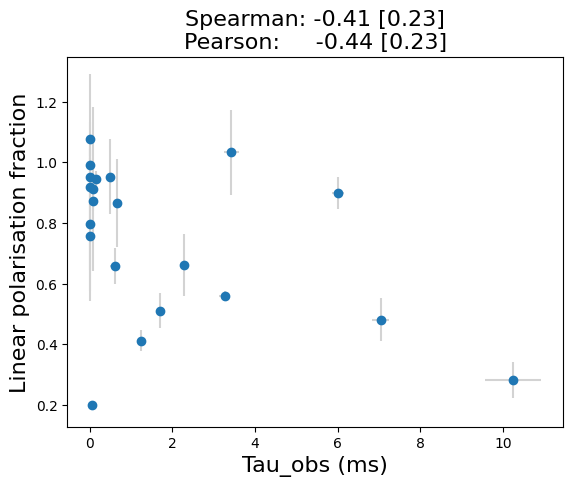 Spearman: -0.41 [0.23]
Pearson: -0.44 [0.23]
Linear polarisation fraction
1.2
1.0
0.8
0.6
0.4
0.2
0 2 4 6 8 10
Tau_obs (ms)